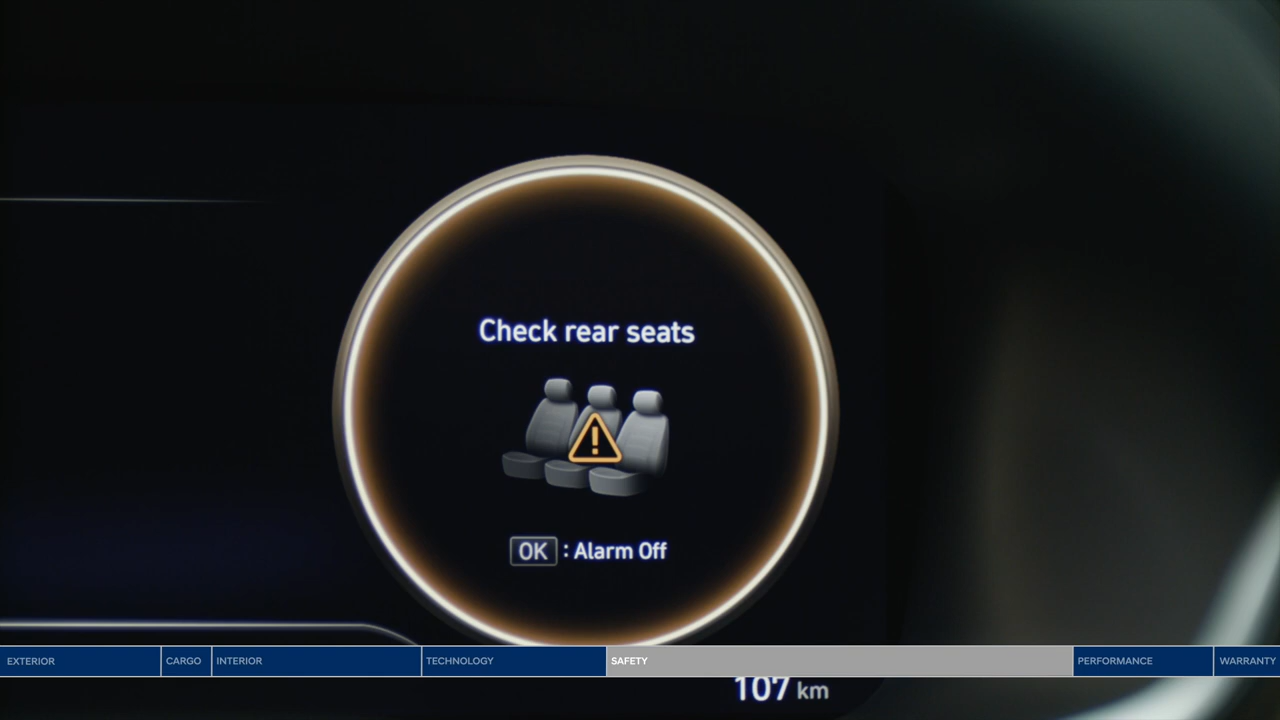 Check rear seats
OK : Alarm Off
EXTERIOR CARGO INTERIOR TECHNOLOGY SAFETY PERFORMANCE WARRANTY
107 km